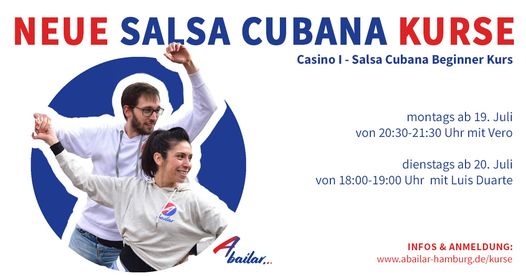 NEUE SALSA CUBANA KURSE
Casino I - Salsa Cubana Beginner Kurs
montags ab 19. Juli
von 20:30-21:30 Uhr mit Vero
dienstags ab 20. Juli
von 18:00-19:00 Uhr mit Luis Duarte
Abailar...
INFOS & ANMELDUNG:
www.abailar-hamburg.de/kurse